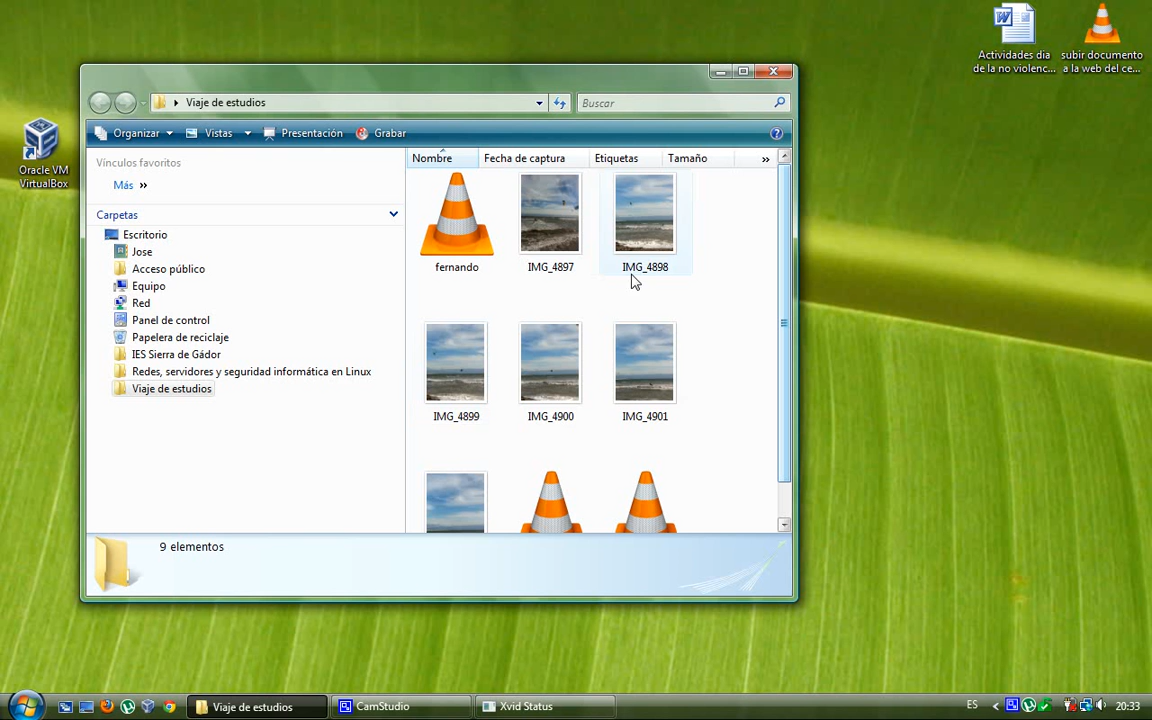 Actividades dia
de la no violenc...
subir documento
a la web del ce...
Oracle VM
VirtualBox
Viaje de estudios
Buscar
Organizar
Vistas
Presentación
Grabar
Vínculos favoritos
Más »
Carpetas
Escritorio
Jose
Acceso público
Equipo
Red
Panel de control
Papelera de reciclaje
IES Sierra de Gádor
Redes, servidores y seguridad informática en Linux
Viaje de estudios
Nombre
Fecha de captura
Etiquetas
Tamaño
»
fernando
IMG_4897
IMG_4898
IMG_4899
IMG_4900
IMG_4901
9 elementos
Viaje de estudios
CamStudio
Xvid Status
ES
20:33